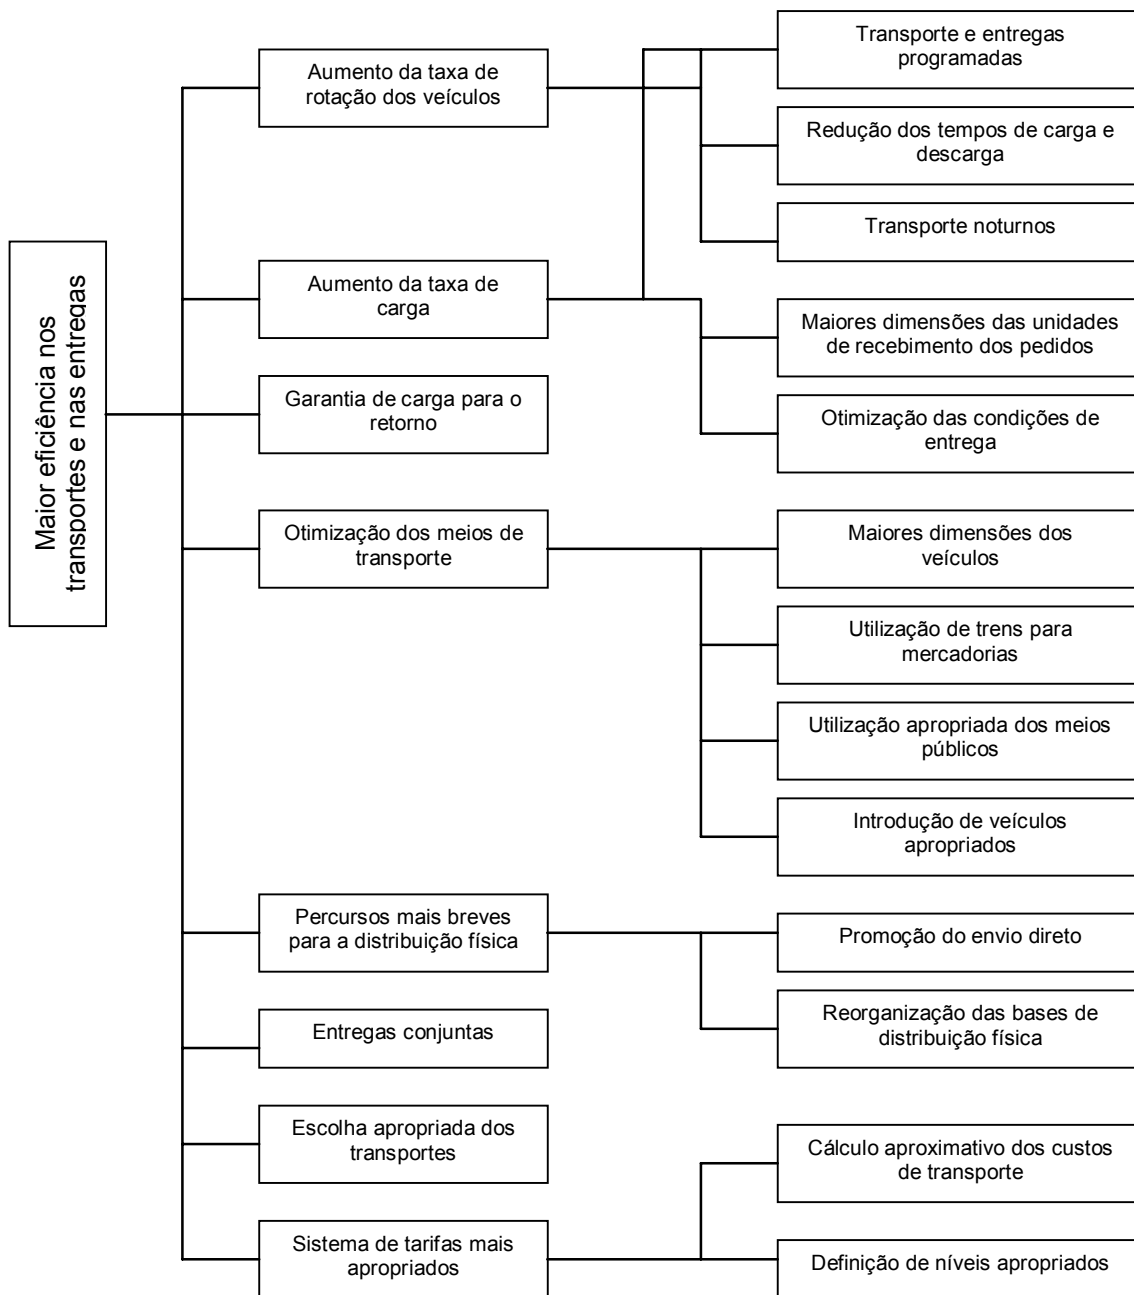 Maior eficiência nos
transportes e nas entregas
Aumento da taxa de
rotação dos veículos
Aumento da taxa de
carga
Garantia de carga para o
retorno
Otimização dos meios de
transporte
Percursos mais breves
para a distribuição física
Entregas conjuntas
Escolha apropriada dos
transportes
Sistema de tarifas mais
apropriados
Transporte e entregas
programadas
Redução dos tempos de carga e
descarga
Transporte noturnos
Maiores dimensões das unidades
de recebimento dos pedidos
Otimização das condições de
entrega
Maiores dimensões dos
veículos
Utilização de trens para
mercadorias
Utilização apropriada dos meios
públicos
Introdução de veículos
apropriados
Promoção do envio direto
Reorganização das bases de
distribuição física
Cálculo aproximativo dos custos
de transporte
Definição de níveis apropriados